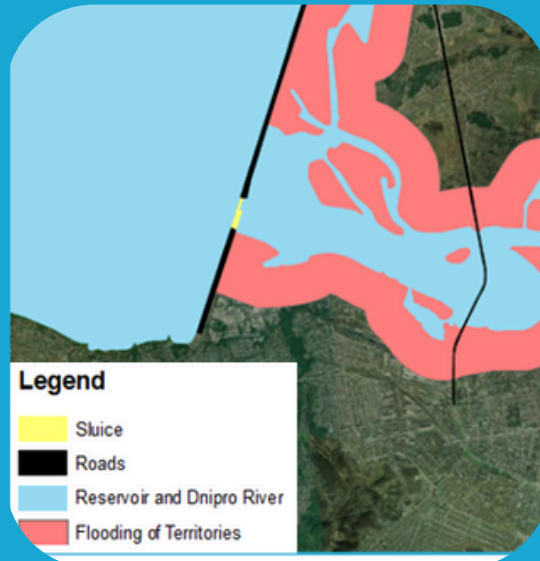 Legend
Sluice
Roads
Reservoir and Dnipro River
Flooding of Territories